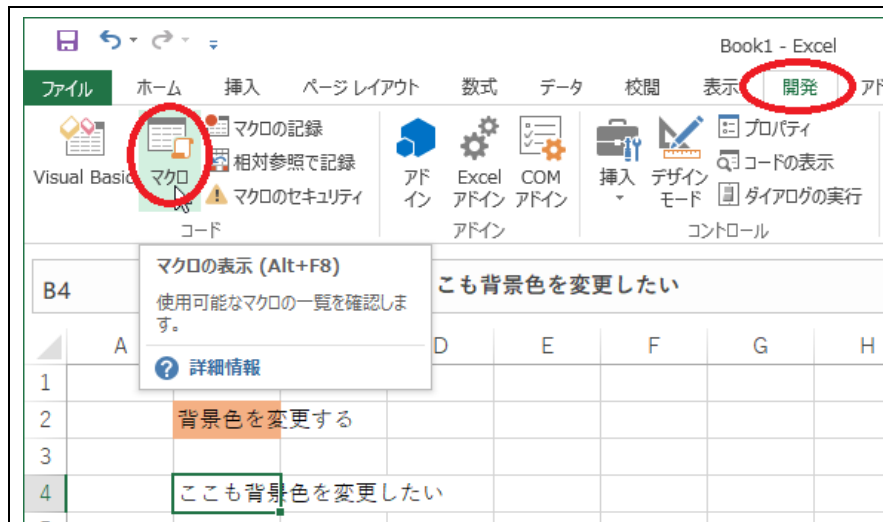 Book1 - Excel
ファイル ホーム 挿入 ページ レイアウト 数式 データ 校閲 表示 開発 アド
Visual Basic マクロ
マクロの記録
相対参照で記録
マクロのセキュリティ
コード
アドイン
Excel アドイン
COM アドイン
アドイン
挿入
デザイン モード
プロパティ
コードの表示
ダイアログの実行
コントロール
B4
こも背景色を変更したい
マクロの表示 (Alt+F8)
使用可能なマクロの一覧を確認しま
す。
? 詳細情報
A D E F G H
1
2 背景色を変更する
3
4 ここも背景色を変更したい